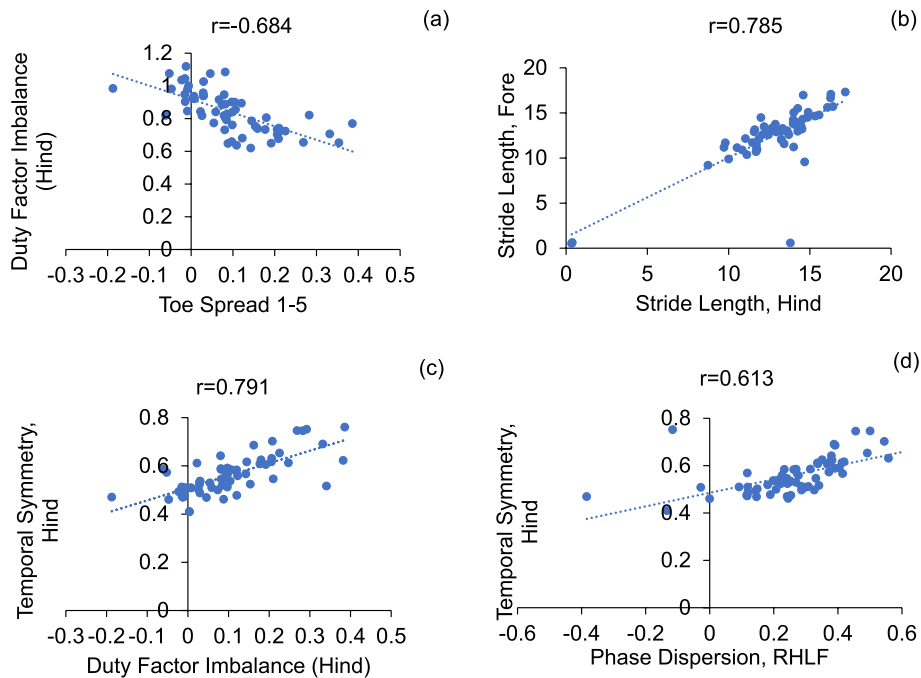 (a)
r=-0.684
Duty Factor Imbalance
(Hind)
1.2
1
0.8
0.6
0.4
0.2
0
-0.3 -0.2 -0.1 0 0.1 0.2 0.3 0.4 0.5
Toe Spread 1-5
(b)
r=0.785
Stride Length, Fore
20
15
10
5
0
0 5 10 15 20
Stride Length, Hind
(c)
r=0.791
Temporal Symmetry,
Hind
0.8
0.6
0.4
0.2
0
-0.3 -0.2 -0.1 0 0.1 0.2 0.3 0.4 0.5
Duty Factor Imbalance (Hind)
(d)
r=0.613
Temporal Symmetry,
Hind
0.8
0.6
0.4
0.2
0
-0.6 -0.4 -0.2 0 0.2 0.4 0.6
Phase Dispersion, RHLF